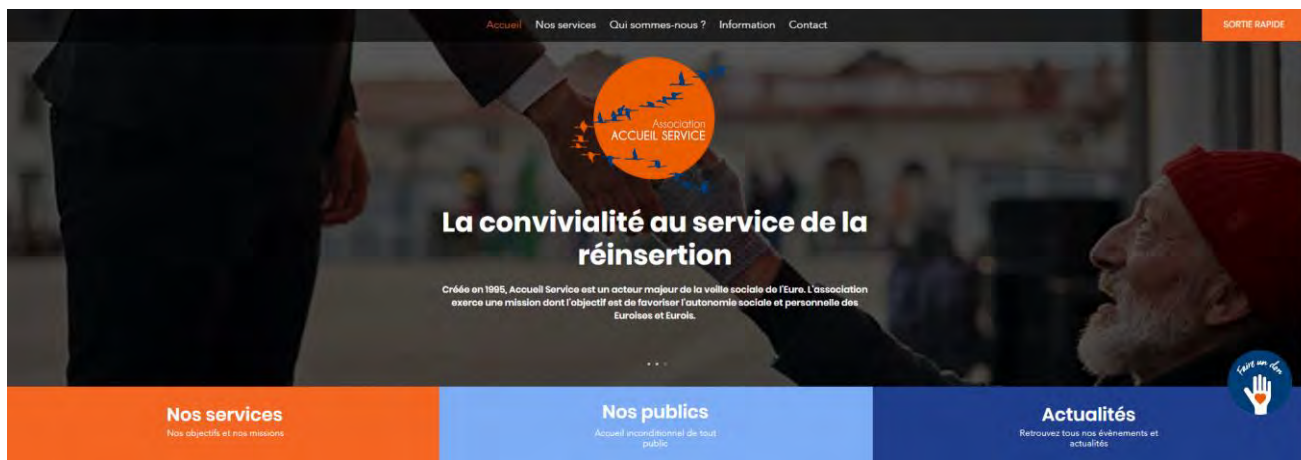 Accueil Nos services Qui sommes-nous ? Information Contact
SORTIE RAPIDE
Association
ACCUEIL SERVICE
La convivialité au service de la
réinsertion
Créée en 1995, Accueil Service est un acteur majeur de la veille sociale de l'Eure. L'association
exerce une mission dont l'objectif est de favoriser l'autonomie sociale et personnelle des
Euroises et Eurois.
Faire un don
Nos services
Nos objectifs et nos missions
Nos publics
Accueil inconditionnel de tout
public
Actualités
Retrouvez tous nos évènements et
actualités